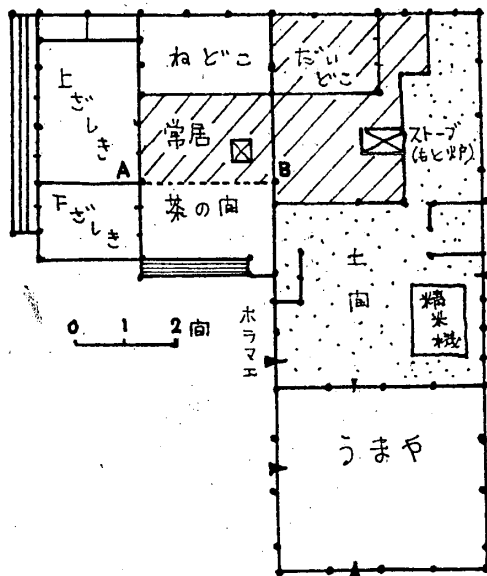 ねどこ
だいどこ
上ざしき
常居
ストーブ
(もと炉)
A
B
下ざしき
茶の間
土間
精米機
0 1 2 間
ホラマエ
うまや